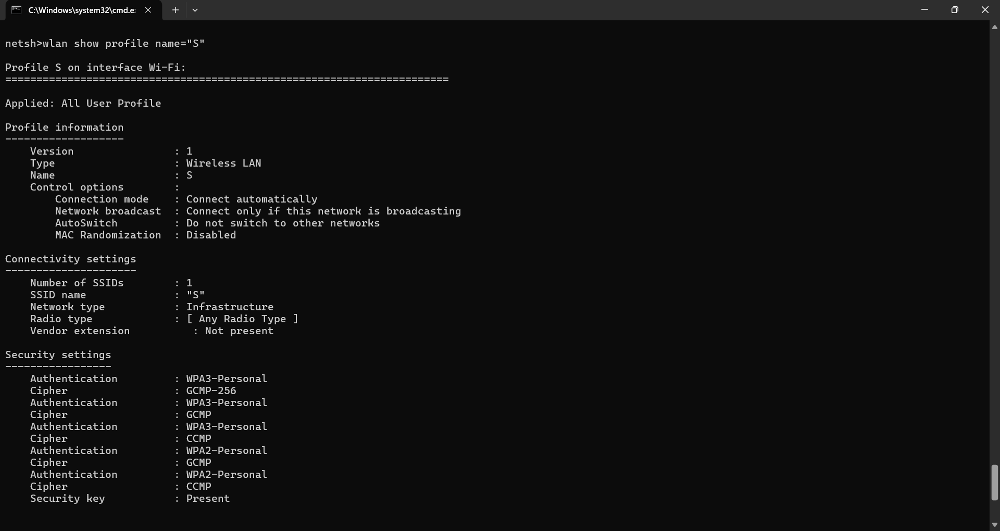 C:\Windows\system32\cmd.e
netsh>wlan show profile name="S"
Profile S on interface Wi-Fi:
=======================================================================
Applied: All User Profile
Profile information
-------------------
Version : 1
Type : Wireless LAN
Name : S
Control options :
Connection mode : Connect automatically
Network broadcast : Connect only if this network is broadcasting
AutoSwitch : Do not switch to other networks
MAC Randomization : Disabled
Connectivity settings
---------------------
Number of SSIDs : 1
SSID name : "S"
Network type : Infrastructure
Radio type : [ Any Radio Type ]
Vendor extension : Not present
Security settings
-----------------
Authentication : WPA3-Personal
Cipher : GCMP-256
Authentication : WPA3-Personal
Cipher : GCMP
Authentication : WPA3-Personal
Cipher : CCMP
Authentication : WPA2-Personal
Cipher : GCMP
Authentication : WPA2-Personal
Cipher : CCMP
Security key : Present